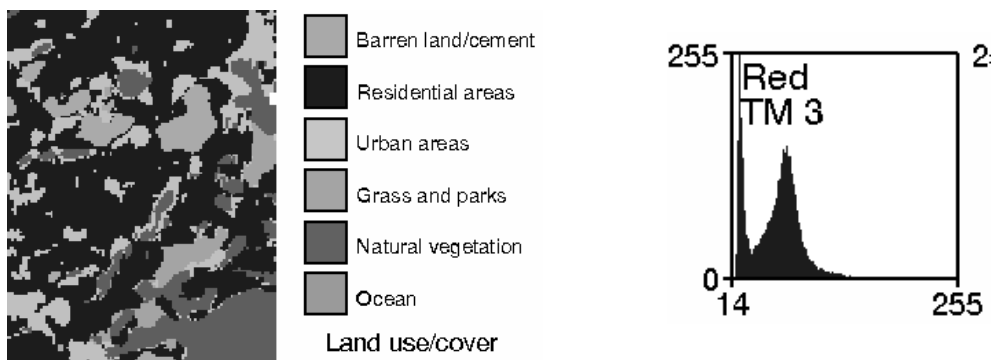 Barren land/cement
Residential areas
Urban areas
Grass and parks
Natural vegetation
Ocean
Land use/cover
255
Red
TM 3
0
14
255